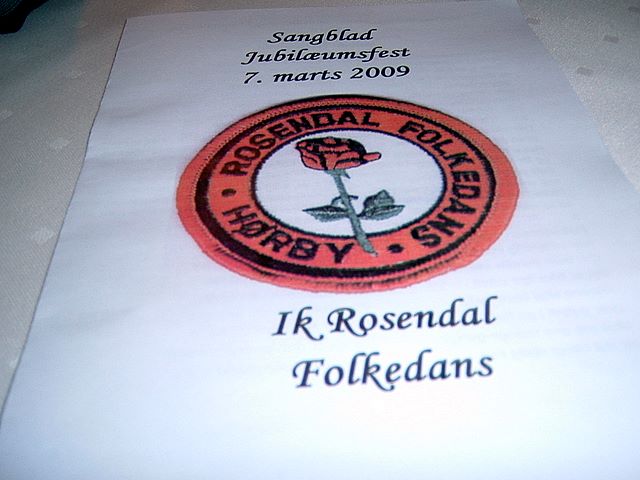 Sangblad
Jubilæumsfest
7. marts 2009
ROSENDAL FOLKEDANS
• HØRBY •
Ik Rosendal
Folkedans